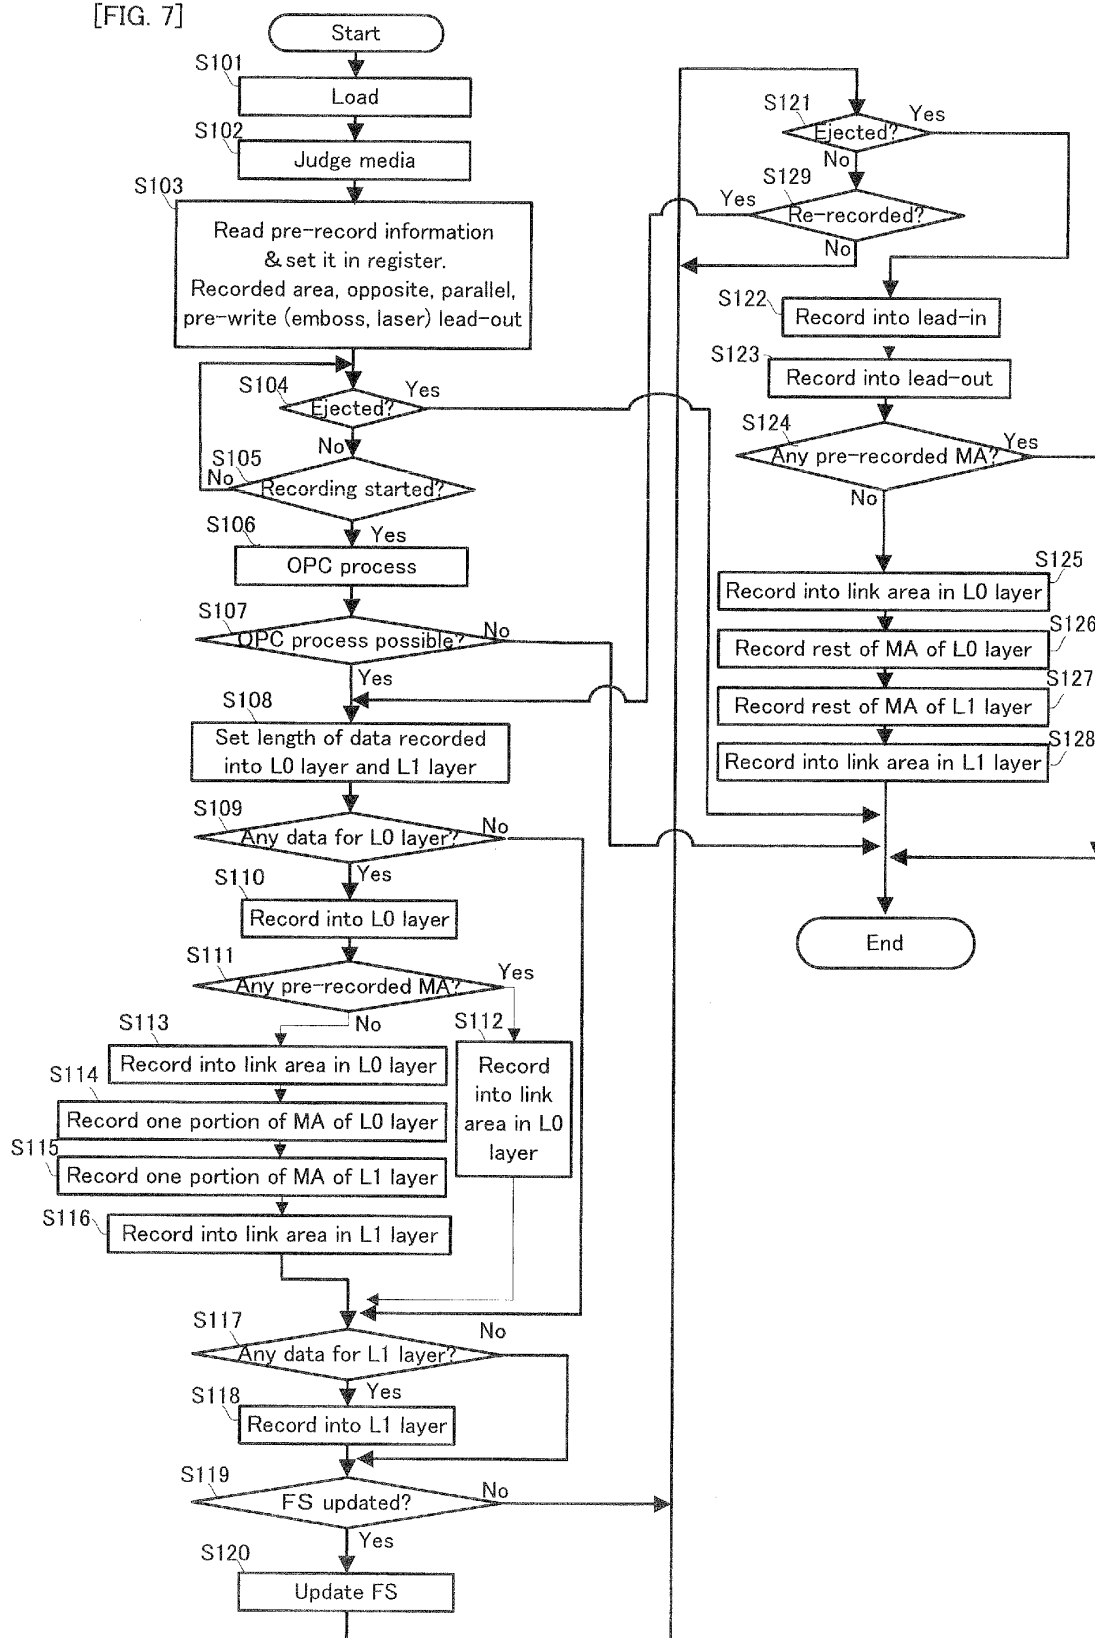 [FIG. 7]
Start
S101
Load
S102
Judge media
S103
Read pre-record information
& set it in register.
Recorded area, opposite, parallel,
pre-write (emboss, laser) lead-out
S104
Ejected?
Yes
No
S105
Recording started?
No
Yes
S106
OPC process
S107
OPC process possible?
No
Yes
S108
Set length of data recorded
into L0 layer and L1 layer
S109
Any data for L0 layer?
No
Yes
S110
Record into L0 layer
S111
Any pre-recorded MA?
Yes
No
S112
Record
into link
area in L0
layer
S113
Record into link area in L0 layer
S114
Record one portion of MA of L0 layer
S115
Record one portion of MA of L1 layer
S116
Record into link area in L1 layer
S117
Any data for L1 layer?
No
Yes
S118
Record into L1 layer
S119
FS updated?
No
Yes
S120
Update FS
S121
Ejected?
Yes
No
S129
Re-recorded?
Yes
No
S122
Record into lead-in
S123
Record into lead-out
S124
Any pre-recorded MA?
Yes
No
S125
Record into link area in L0 layer
S126
Record rest of MA of L0 layer
S127
Record rest of MA of L1 layer
S128
Record into link area in L1 layer
End